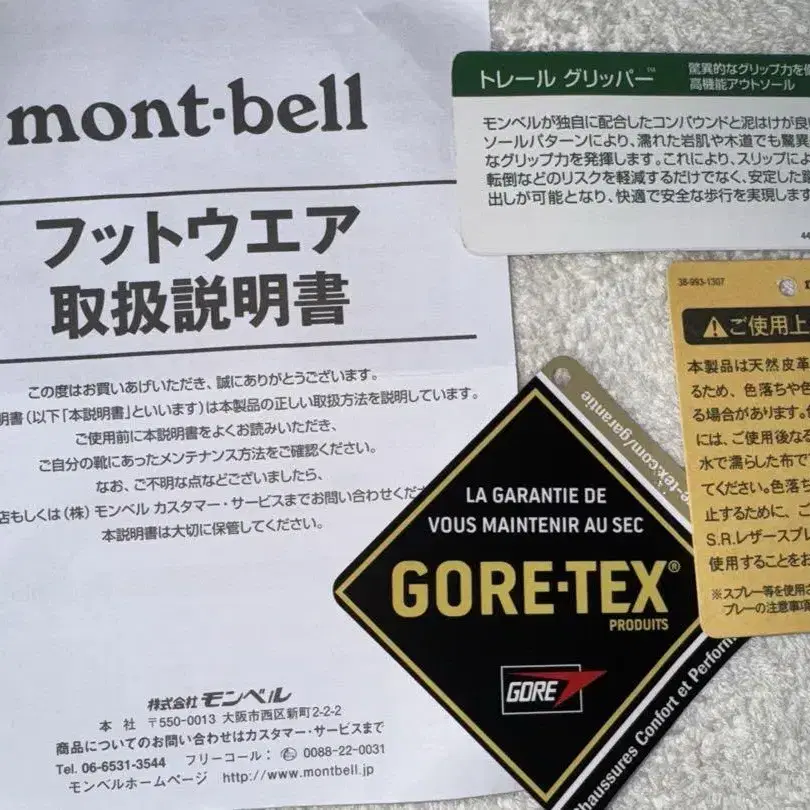 mont-bell
フットウエア
取扱説明書
この度はお買いあげいただき、誠にありがとうございます。
明書(以下「本説明書」といいます)は本製品の正しい取扱方法を説明しています。
ご使用前に本説明書をよくお読みいただき、
ご自分の靴にあったメンテナンス方法をご確認ください。
なお、ご不明な点などございましたら、
店もしくは(株)モンベル カスタマー・サービスまでお問い合わせくだ
本説明書は大切に保管してください。
株式会社 モンベル
本 社 〒550-0013 大阪市西区新町2-2-2
商品についてのお問い合わせはカスタマー・サービスまで
Tel. 06-6531-3544 フリーコール: 0088-22-0031
モンベルホームページ http://www.montbell.jp
トレール グリッパー™
驚異的なグリップ力を
高機能アウトソール
モンベルが独自に配合したコンパウンドと泥はけが良
ソールパターンにより、濡れた岩肌や木道でも驚異
なグリップ力を発揮します。これにより、スリップによ
転倒などのリスクを軽減するだけでなく、安定した
出しが可能となり、快適で安全な歩行を実現します
44
38-993-1307
ご使用上
本製品は天然皮革
るため、色落ちや
る場合があります。
には、ご使用後な
水で濡らした布で
てください。色落ち
止するために、ご
S.R.レザースプレ
使用することをお
※スプレー等を使用
プレーの注意事項
e-tex.com/garantie
LA GARANTIE DE
VOUS MAINTENIR AU SEC
GORE-TEX®
PRODUITS
GORE
Chaussures Confort et Perform